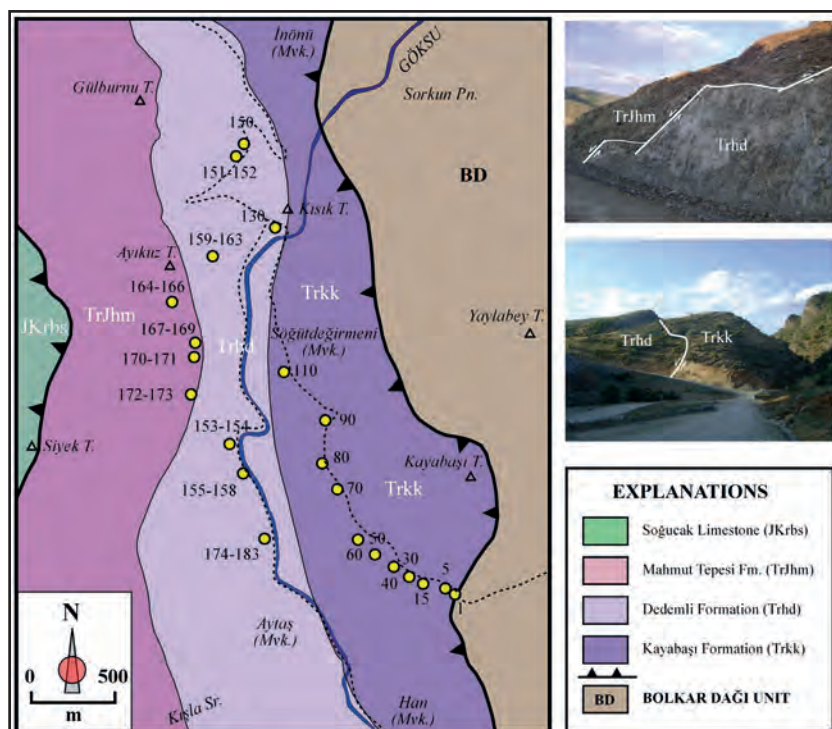 İnönü
(Mvk.)
GÖKSU
Gülburnu T.
Sorkun Pn.
150
BD
151-152
130
Kısık T.
159-163
Ayıkuz T.
164-166
Trkk
JKrbs
TrJhm
Yaylabey T.
167-169
Trhd
Söğütdeğirmeni
(Mvk.)
170-171
110
172-173
90
153-154
Siyek T.
80
Kayabaşı T.
155-158
70
Trkk
50
174-183
60
30
5
40
15
1
N
Aytaş
(Mvk.)
0 500
m
Kışla Sr.
Han
(Mvk.)
TrJhm
Trhd
Trhd
Trkk
EXPLANATIONS
Soğucak Limestone (JKrbs)
Mahmut Tepesi Fm. (TrJhm)
Dedemli Formation (Trhd)
Kayabaşı Formation (Trkk)
BD BOLKAR DAĞI UNIT